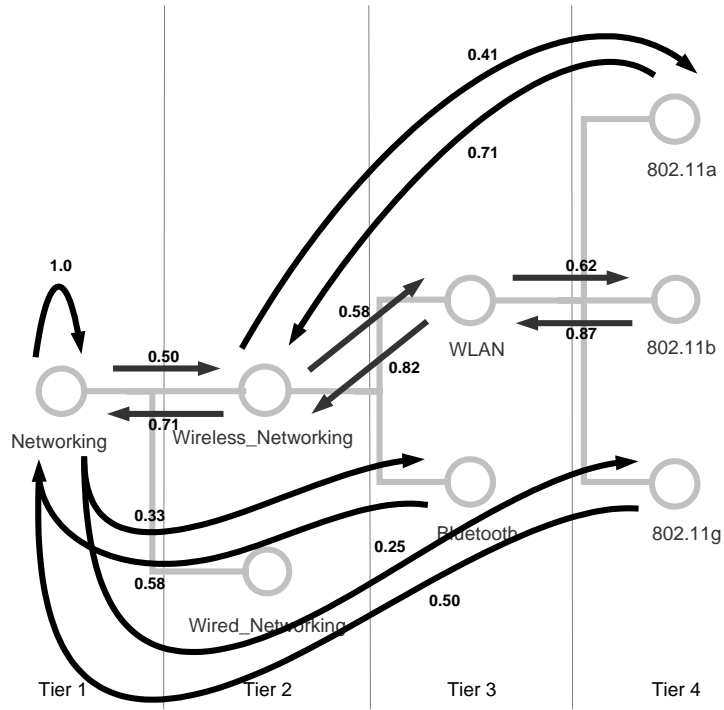 0.41
0.71
802.11a
1.0
0.62
0.58
0.87
WLAN
802.11b
0.50
0.82
0.71
Networking
Wireless_Networking
0.33
Bluetooth
802.11g
0.25
0.58
0.50
Wired_Networking
Tier 1
Tier 2
Tier 3
Tier 4